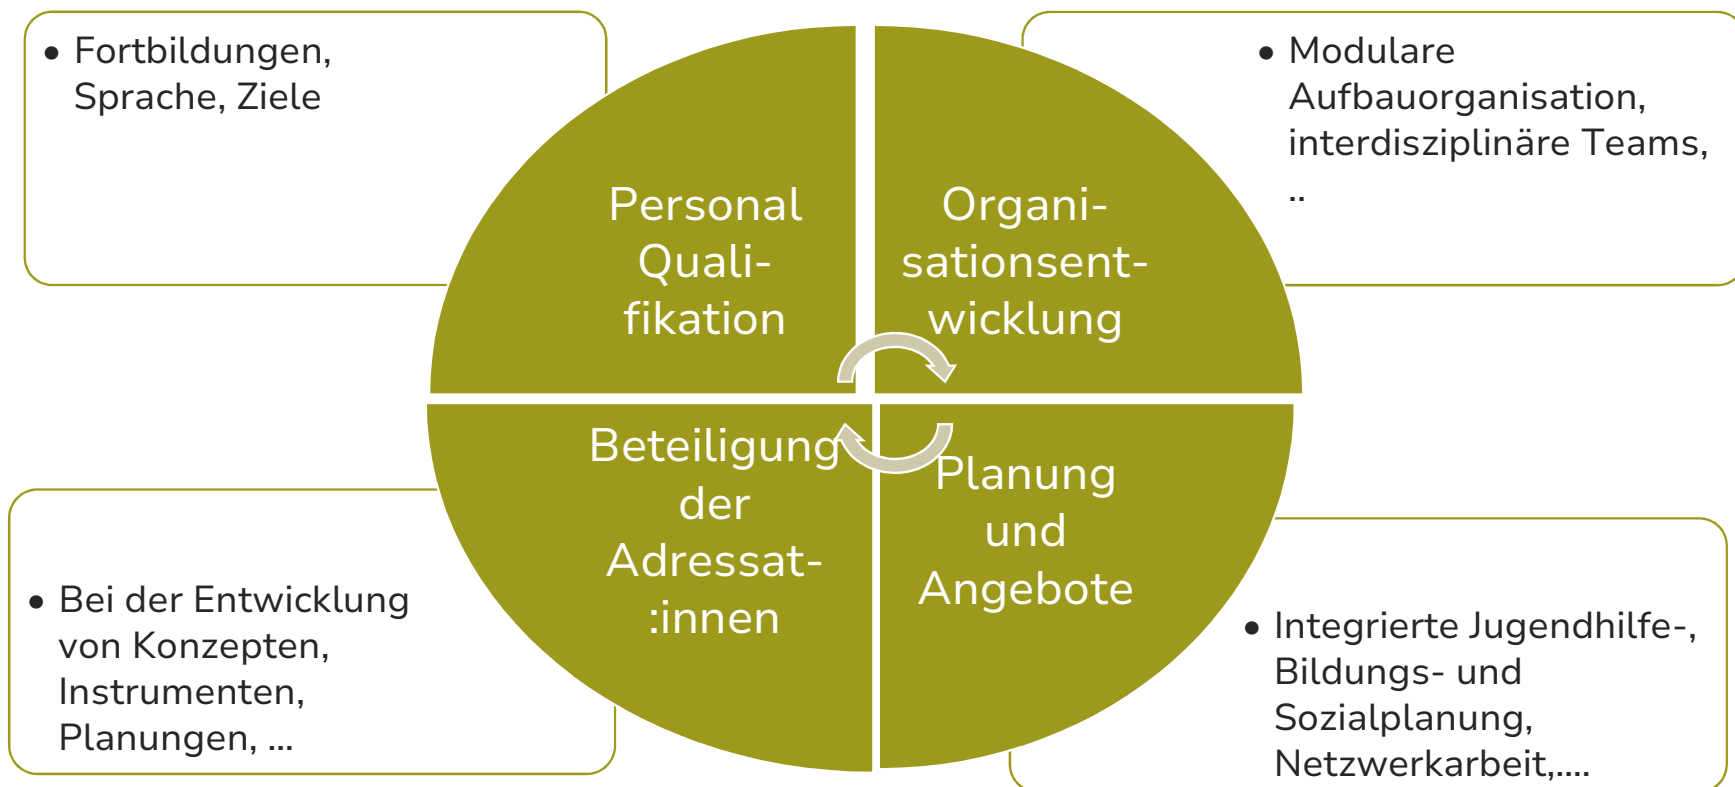 • Fortbildungen,
Sprache, Ziele
• Modulare
Aufbauorganisation,
interdisziplinäre Teams,
..
Personal
Quali-
fikation
Organi-
sationsent-
wicklung
Beteiligung
der
Adressat-
:innen
Planung
und
Angebote
• Bei der Entwicklung
von Konzepten,
Instrumenten,
Planungen, ...
• Integrierte Jugendhilfe-,
Bildungs- und
Sozialplanung,
Netzwerkarbeit,....